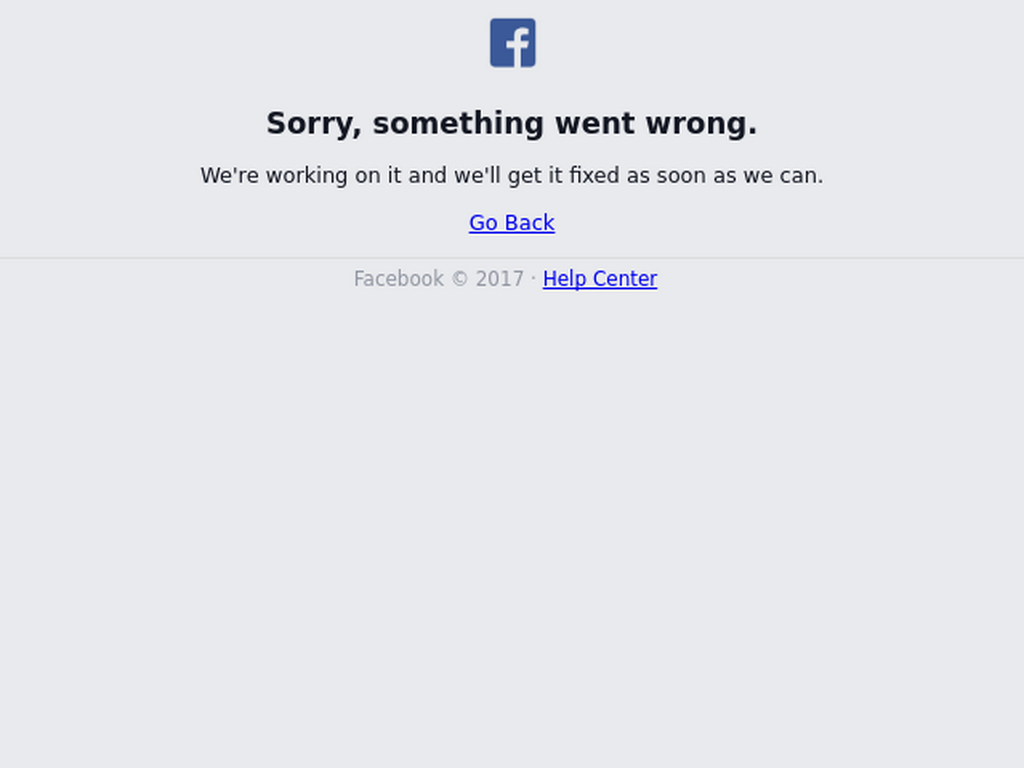 Sorry, something went wrong.
We're working on it and we'll get it fixed as soon as we can.
Go Back
Facebook © 2017 · Help Center